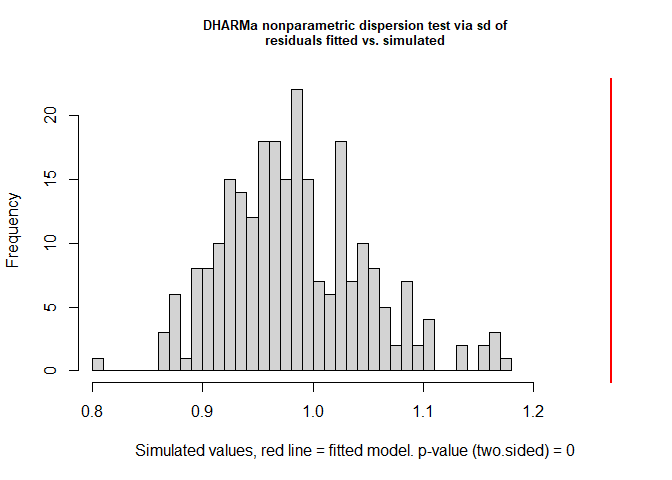 DHARMa nonparametric dispersion test via sd of
residuals fitted vs. simulated
Frequency
20
15
10
5
0
0.8 0.9 1.0 1.1 1.2
Simulated values, red line = fitted model. p-value (two.sided) = 0